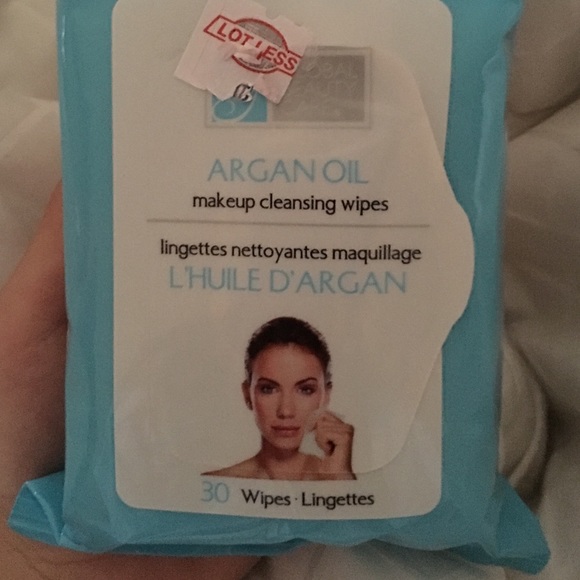 LOT LESS
ARGAN OIL
makeup cleansing wipes
lingettes nettoyantes maquillage
L'HUILE D'ARGAN
30 Wipes · Lingettes